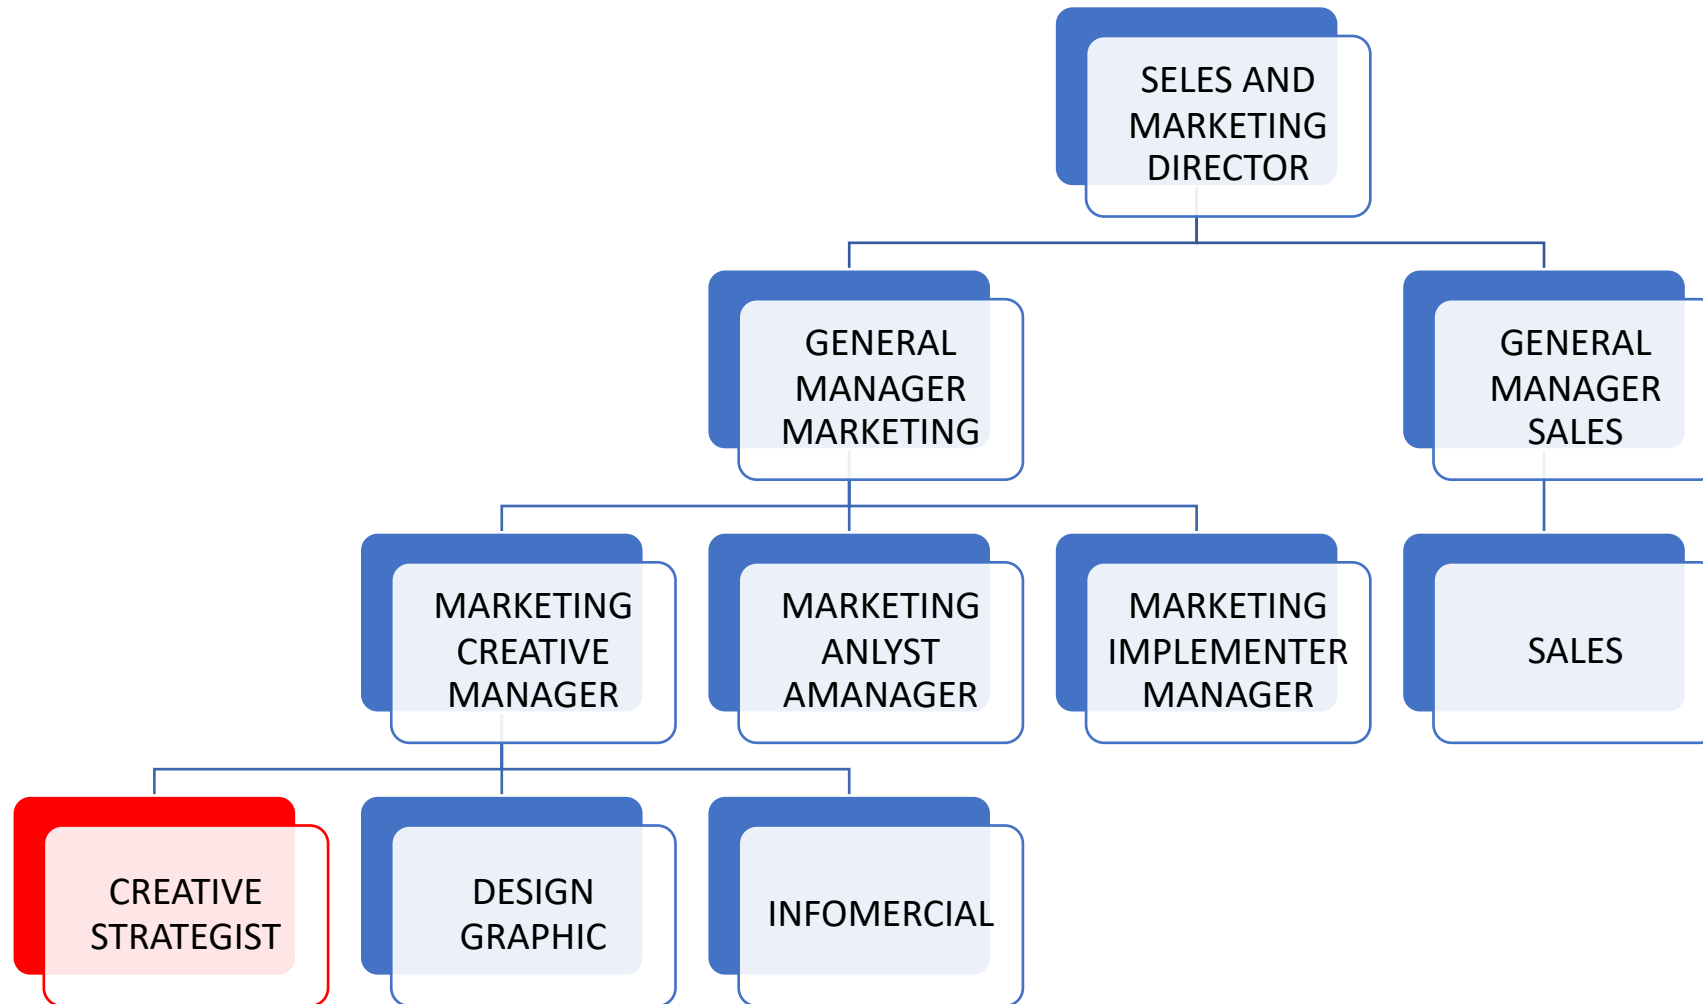 SELES AND
MARKETING
DIRECTOR
GENERAL
MANAGER
MARKETING
GENERAL
MANAGER
SALES
MARKETING
CREATIVE
MANAGER
MARKETING
ANLYST
AMANAGER
MARKETING
IMPLEMENTER
MANAGER
SALES
CREATIVE
STRATEGIST
DESIGN
GRAPHIC
INFOMERCIAL